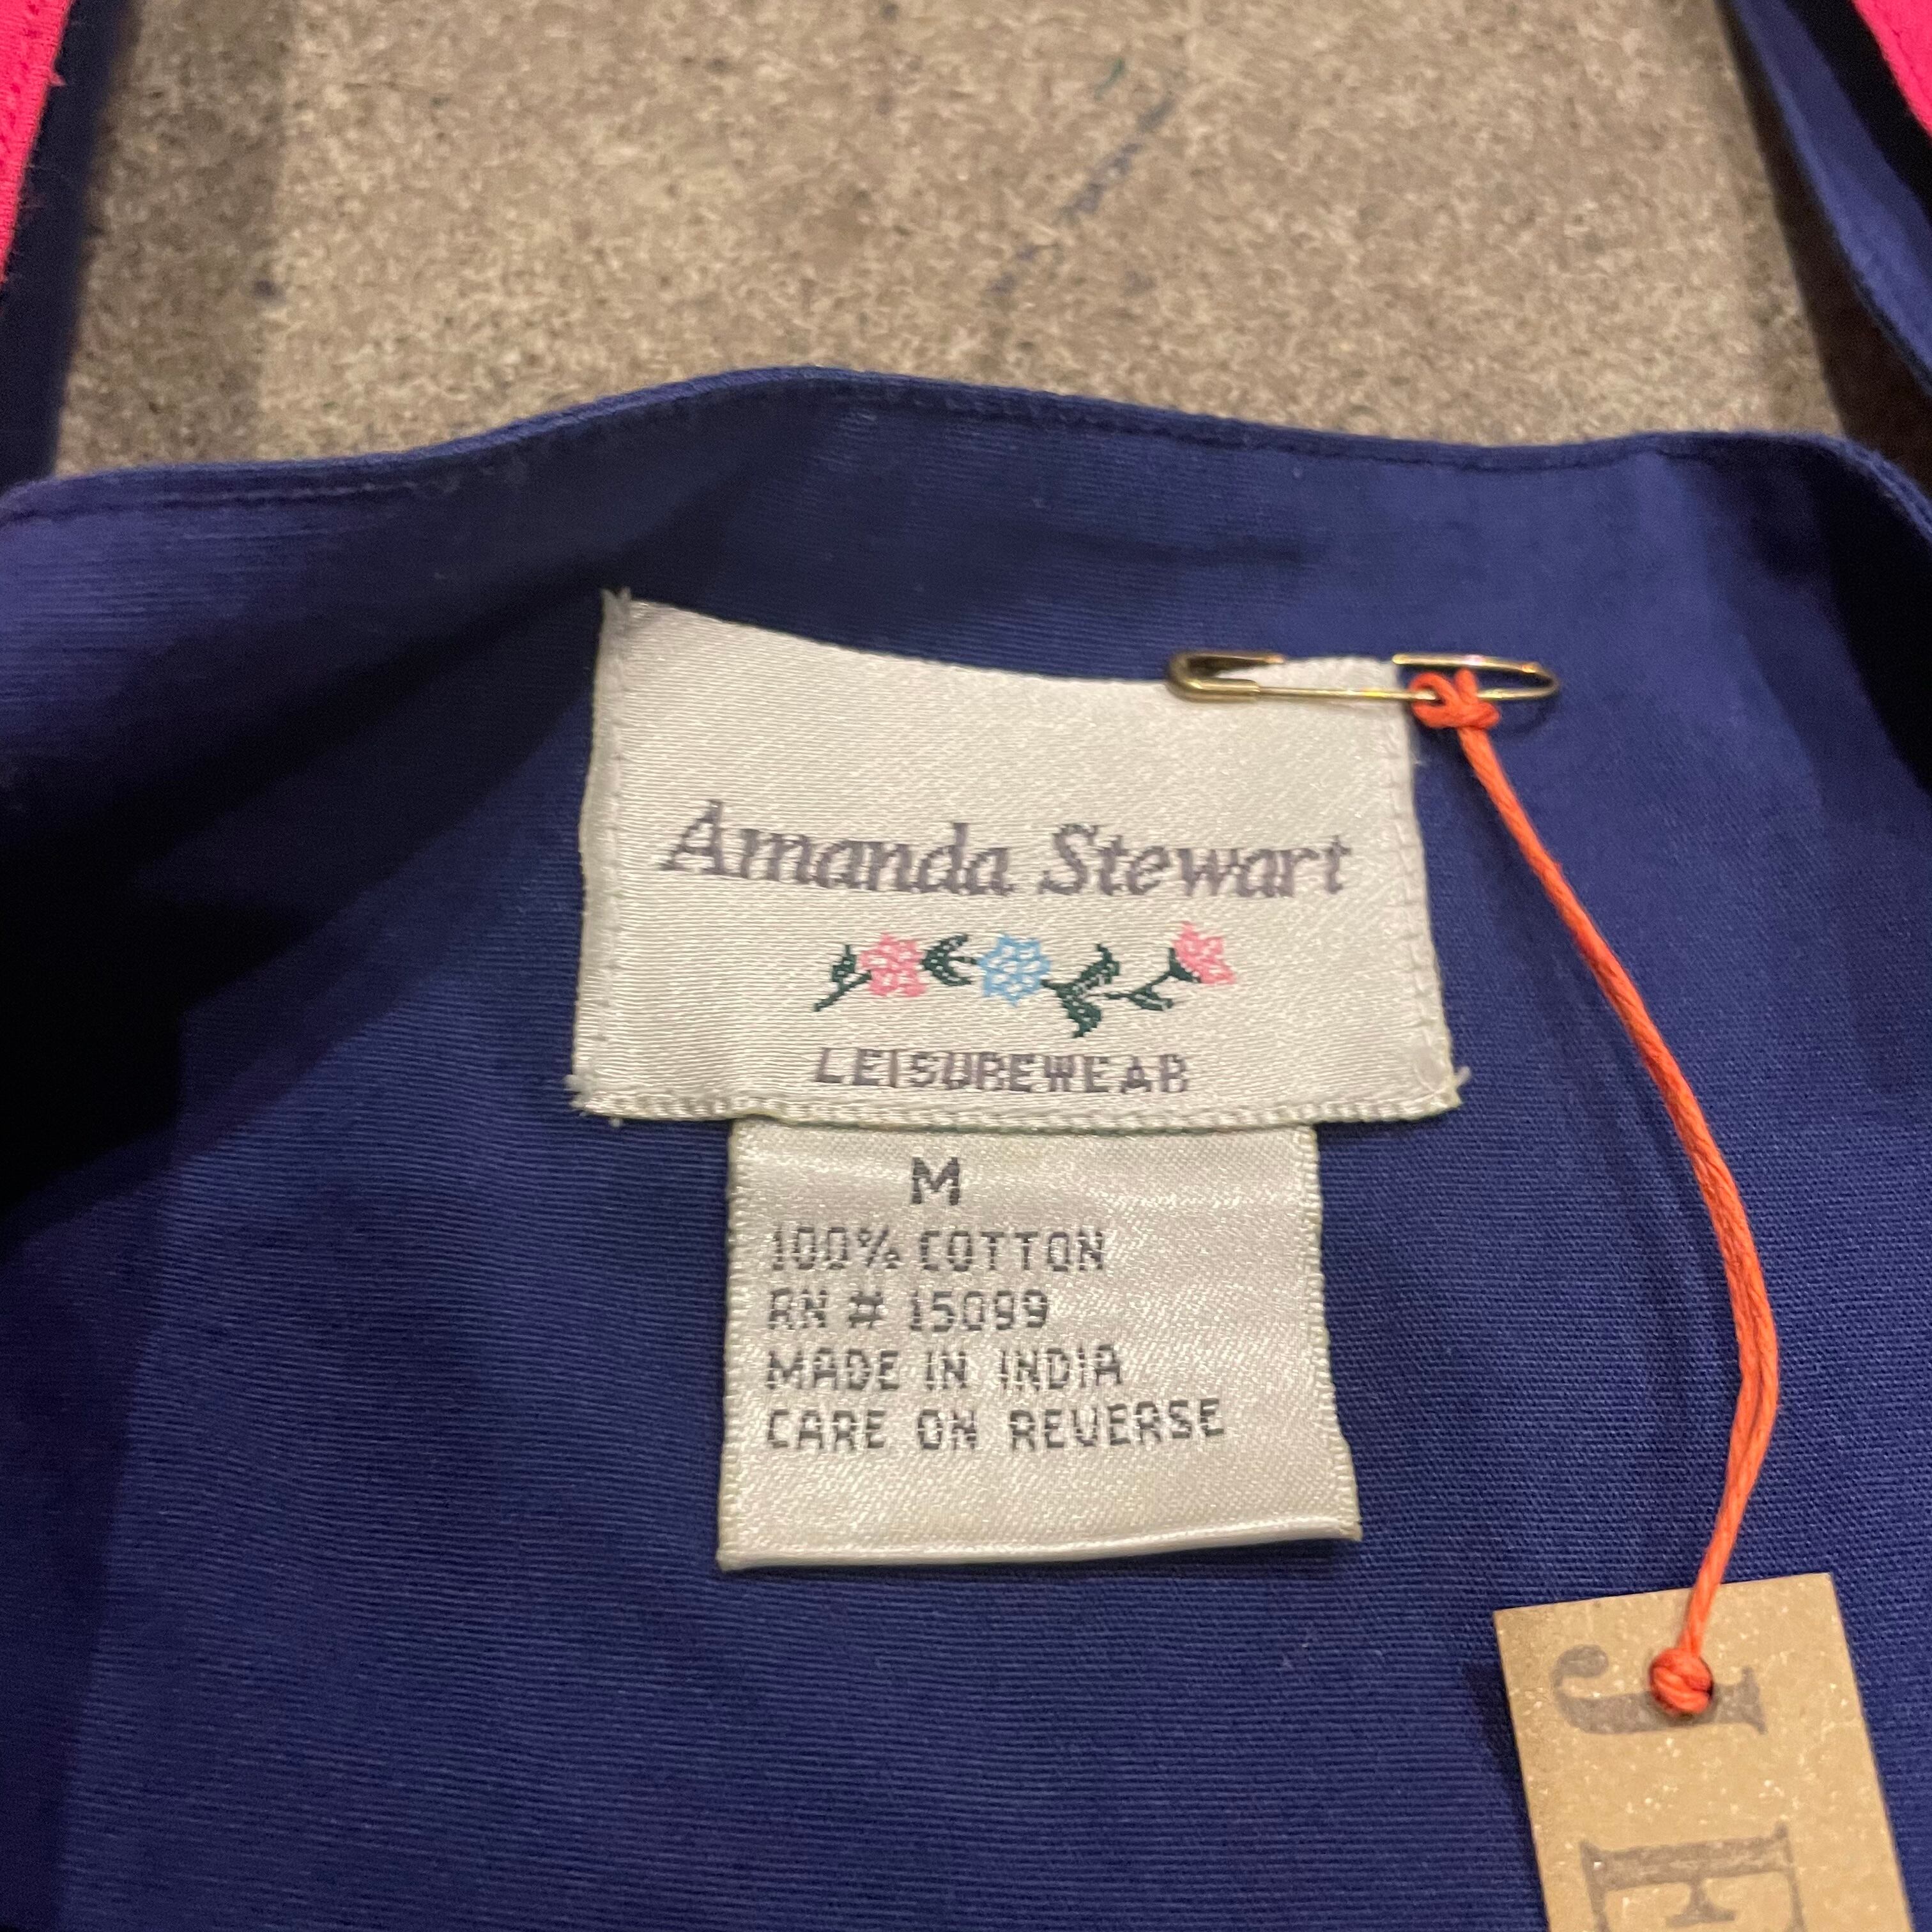 Amanda Stewart
LEISUREWEAR
M
100% COTTON
RN # 15099
MADE IN INDIA
CARE ON REVERSE
J E